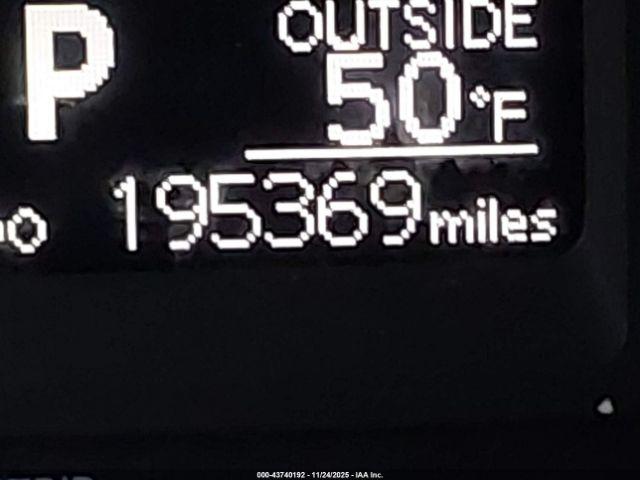 P
OUTSIDE
50°F
195369 miles
000-43740192 - 11/24/2025 - IAA Inc.